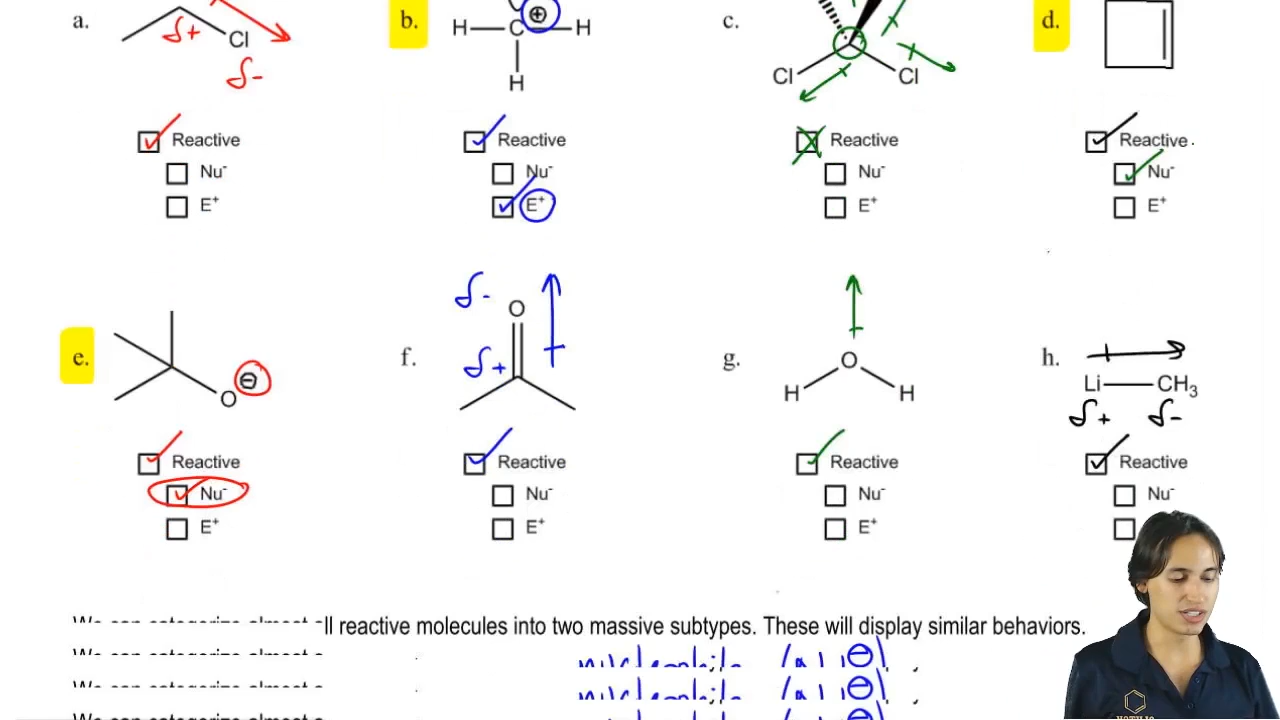 a. δ+ Cl b. H C ⊕ H c. d. 
δ- H Cl Cl
Reactive Reactive Reactive Reactive
Nu⁻ Nu⁻ Nu⁻ Nu⁻
E⁺ E⁺ E⁺ E⁺
δ- O
e. O ⊖ f. δ+ g. H O H h. Li CH₃
δ+ δ-
Reactive Reactive Reactive Reactive
Nu⁻ Nu⁻ Nu⁻ Nu⁻
E⁺ E⁺ E⁺
ll reactive molecules into two massive subtypes. These will display similar behaviors.